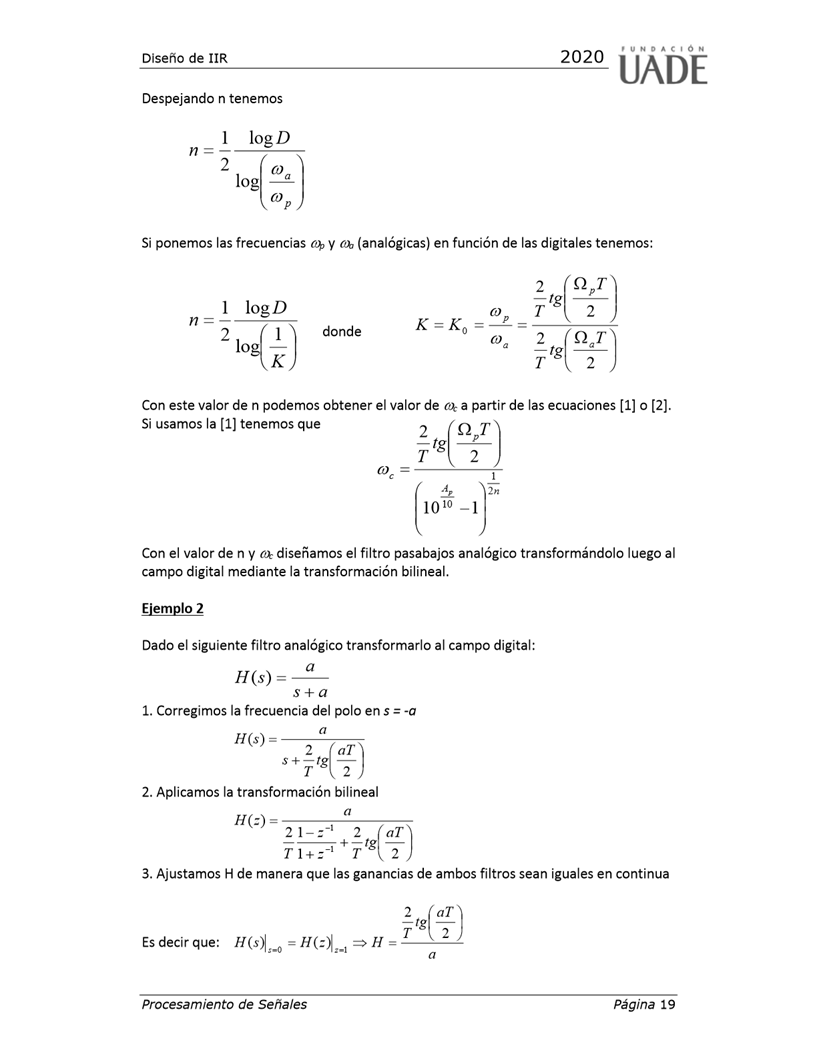 Diseño de IIR 2020 FUNDACIÓN UADE
Despejando n tenemos
n = \frac{1}{2} \frac{\log D}{\log\left(\frac{\omega_a}{\omega_p}\right)}
Si ponemos las frecuencias ωp y ωa (analógicas) en función de las digitales tenemos:
n = \frac{1}{2} \frac{\log D}{\log\left(\frac{1}{K}\right)} donde K = K_0 = \frac{\omega_p}{\omega_a} = \frac{\frac{2}{T} tg\left(\frac{\Omega_p T}{2}\right)}{\frac{2}{T} tg\left(\frac{\Omega_a T}{2}\right)}
Con este valor de n podemos obtener el valor de ωc a partir de las ecuaciones [1] o [2].
Si usamos la [1] tenemos que
\omega_c = \frac{\frac{2}{T} tg\left(\frac{\Omega_p T}{2}\right)}{\left(10^{\frac{A_p}{10}} - 1\right)^{\frac{1}{2n}}}
Con el valor de n y ωc diseñamos el filtro pasabajos analógico transformándolo luego al
campo digital mediante la transformación bilineal.
Ejemplo 2
Dado el siguiente filtro analógico transformarlo al campo digital:
H(s) = \frac{a}{s + a}
1. Corregimos la frecuencia del polo en s = -a
H(s) = \frac{a}{s + \frac{2}{T} tg\left(\frac{aT}{2}\right)}
2. Aplicamos la transformación bilineal
H(z) = \frac{a}{\frac{2}{T} \frac{1 - z^{-1}}{1 + z^{-1}} + \frac{2}{T} tg\left(\frac{aT}{2}\right)}
3. Ajustamos H de manera que las ganancias de ambos filtros sean iguales en continua
Es decir que: H(s)|_{s=0} = H(z)|_{z=1} ⇒ H = \frac{\frac{2}{T} tg\left(\frac{aT}{2}\right)}{a}
Procesamiento de Señales Página 19